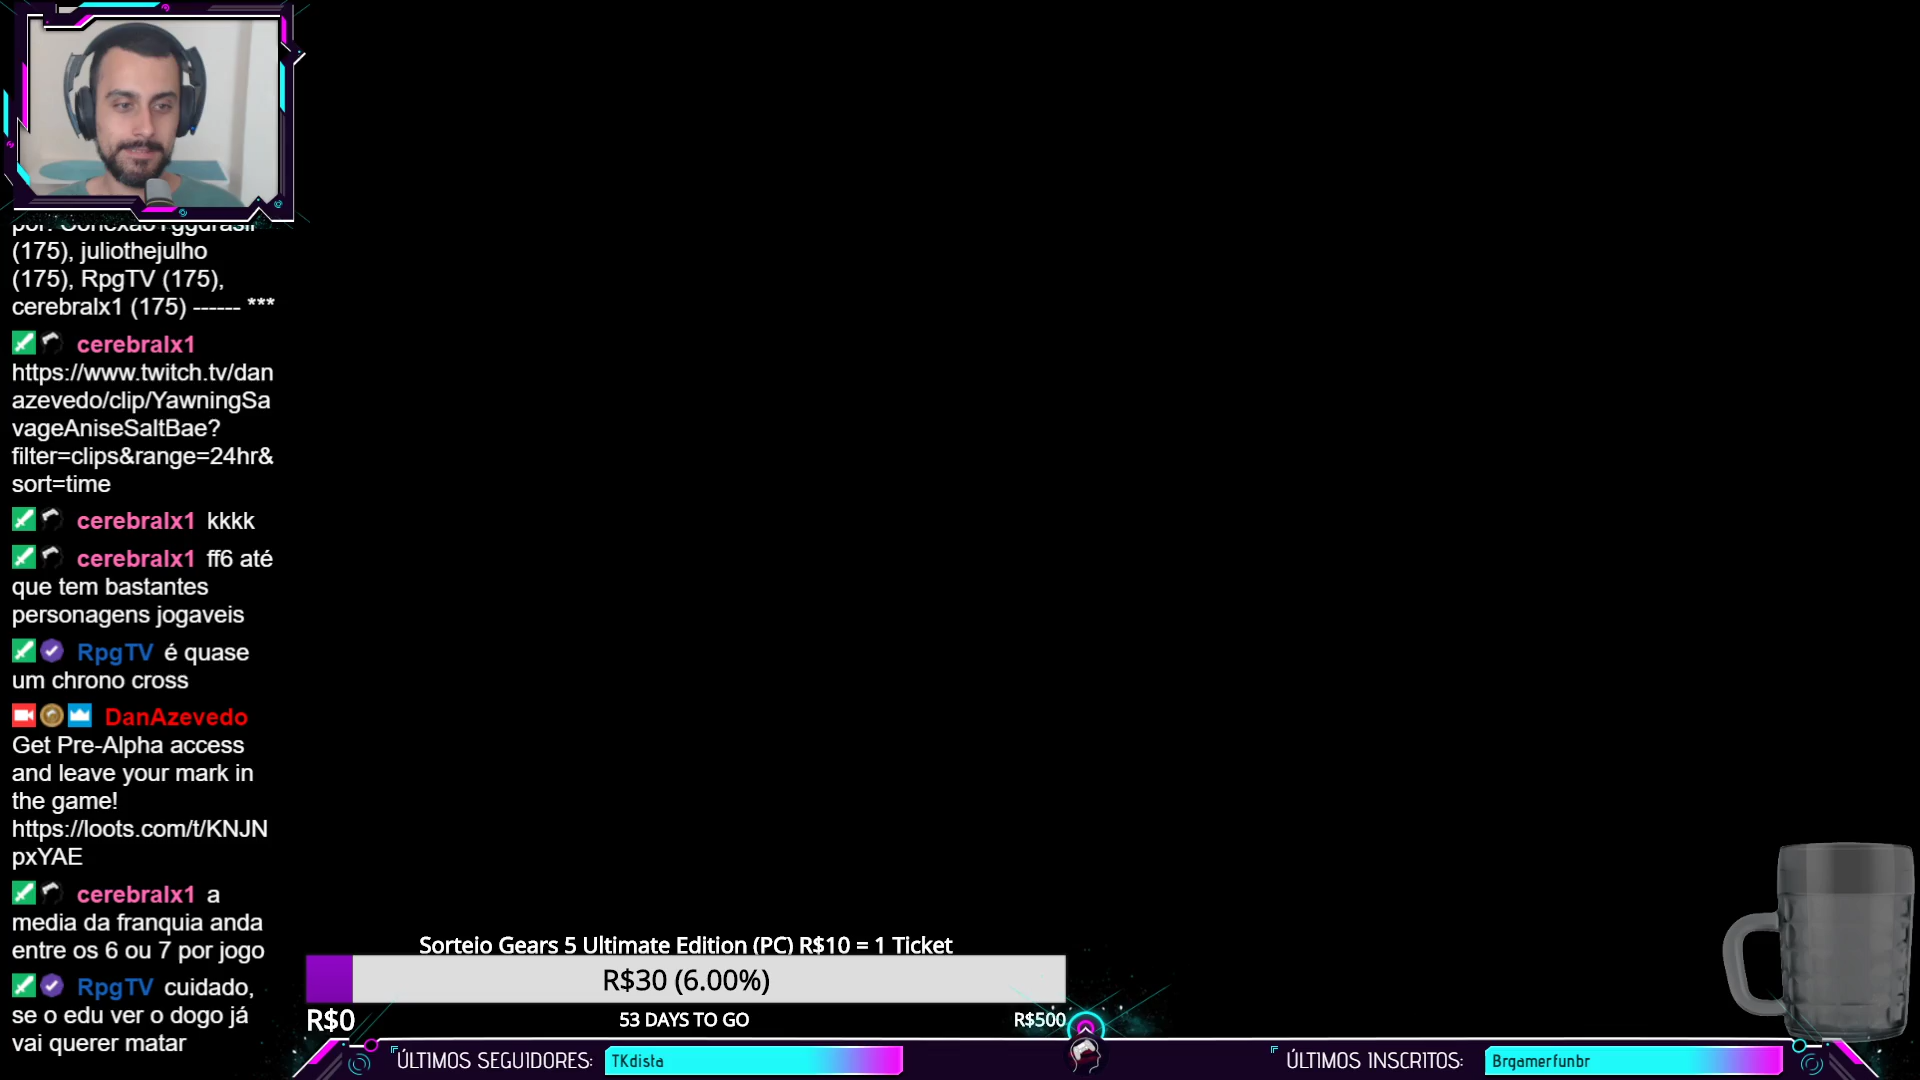 (175), juliothejulho
(175), RpgTV (175),
cerebralx1 (175) ------ ***
cerebralx1
https://www.twitch.tv/dan
azevedo/clip/YawningSa
vageAniseSaltBae?
filter=clips&range=24hr&
sort=time
cerebralx1 kkkk
cerebralx1 ff6 até
que tem bastantes
personagens jogaveis
RpgTV é quase
um chrono cross
DanAzevedo
Get Pre-Alpha access
and leave your mark in
the game!
https://loots.com/t/KNJN
pxYAE
cerebralx1 a
media da franquia anda
entre os 6 ou 7 por jogo
RpgTV cuidado,
se o edu ver o dogo já
vai querer matar
Sorteio Gears 5 Ultimate Edition (PC) R$10 = 1 Ticket
R$30 (6.00%)
R$0 53 DAYS TO GO R$500
ÚLTIMOS SEGUIDORES: TKdista
ÚLTIMOS INSCRITOS: Brgamerfunbr